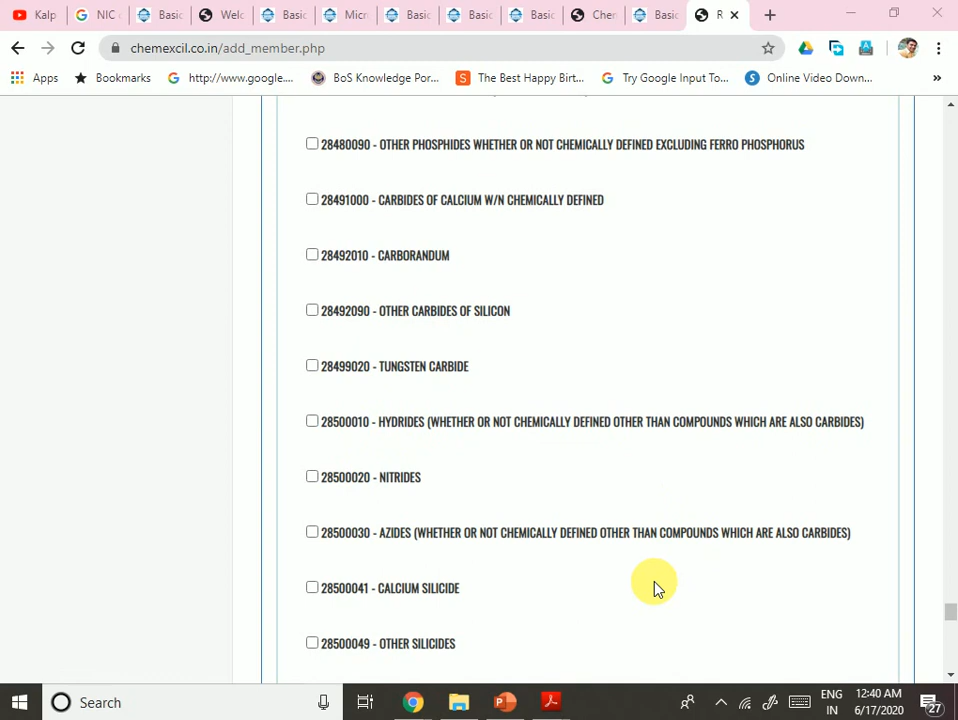 Kalp
NIC
Basic
Welc
Basic
Micr
Basic
Basic
Basic
Chen
Basic
R
chemexcil.co.in/add_member.php
Apps
Bookmarks
http://www.google....
BoS Knowledge Por...
The Best Happy Birt...
Try Google Input To...
Online Video Down...
»
28480090 - OTHER PHOSPHIDES WHETHER OR NOT CHEMICALLY DEFINED EXCLUDING FERRO PHOSPHORUS
28491000 - CARBIDES OF CALCIUM W/N CHEMICALLY DEFINED
28492010 - CARBORANDUM
28492090 - OTHER CARBIDES OF SILICON
28499020 - TUNGSTEN CARBIDE
28500010 - HYDRIDES (WHETHER OR NOT CHEMICALLY DEFINED OTHER THAN COMPOUNDS WHICH ARE ALSO CARBIDES)
28500020 - NITRIDES
28500030 - AZIDES (WHETHER OR NOT CHEMICALLY DEFINED OTHER THAN COMPOUNDS WHICH ARE ALSO CARBIDES)
28500041 - CALCIUM SILICIDE
28500049 - OTHER SILICIDES
Search
ENG
IN
12:40 AM
6/17/2020
27